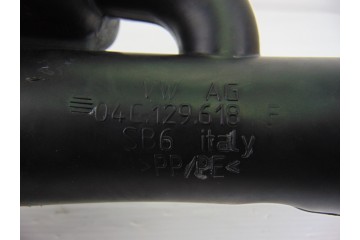 VW AG
04C.129.618 F
SB6 italy
>PP/PE<